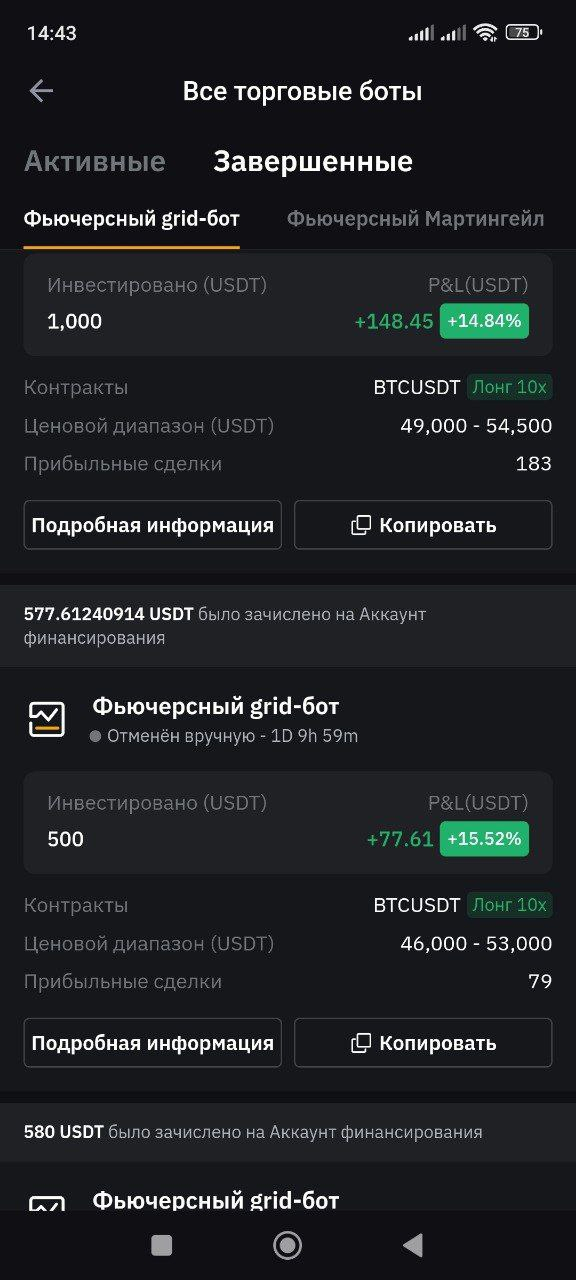 14:43
75
Все торговые боты
Активные Завершенные
Фьючерсный grid-бот Фьючерсный Мартингейл
Инвестировано (USDT) P&L(USDT)
1,000 +148.45 +14.84%
Контракты BTCUSDT Лонг 10x
Ценовой диапазон (USDT) 49,000 - 54,500
Прибыльные сделки 183
Подробная информация Копировать
577.61240914 USDT было зачислено на Аккаунт
финансирования
Фьючерсный grid-бот
Отменён вручную - 1D 9h 59m
Инвестировано (USDT) P&L(USDT)
500 +77.61 +15.52%
Контракты BTCUSDT Лонг 10x
Ценовой диапазон (USDT) 46,000 - 53,000
Прибыльные сделки 79
Подробная информация Копировать
580 USDT было зачислено на Аккаунт финансирования
Фьючерсный grid-бот